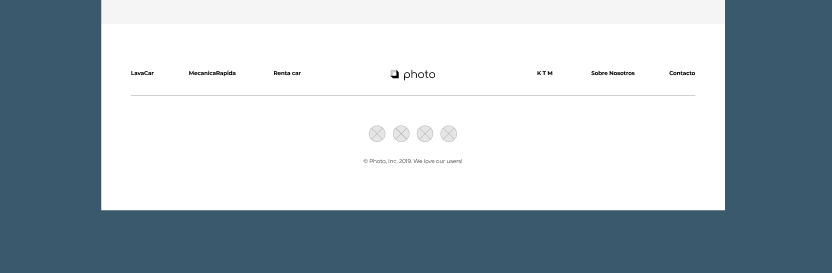 LavaCar MecanicaRapida Renta car photo K T M Sobre Nosotros Contacto
© Photo, Inc. 2019. We love our users!